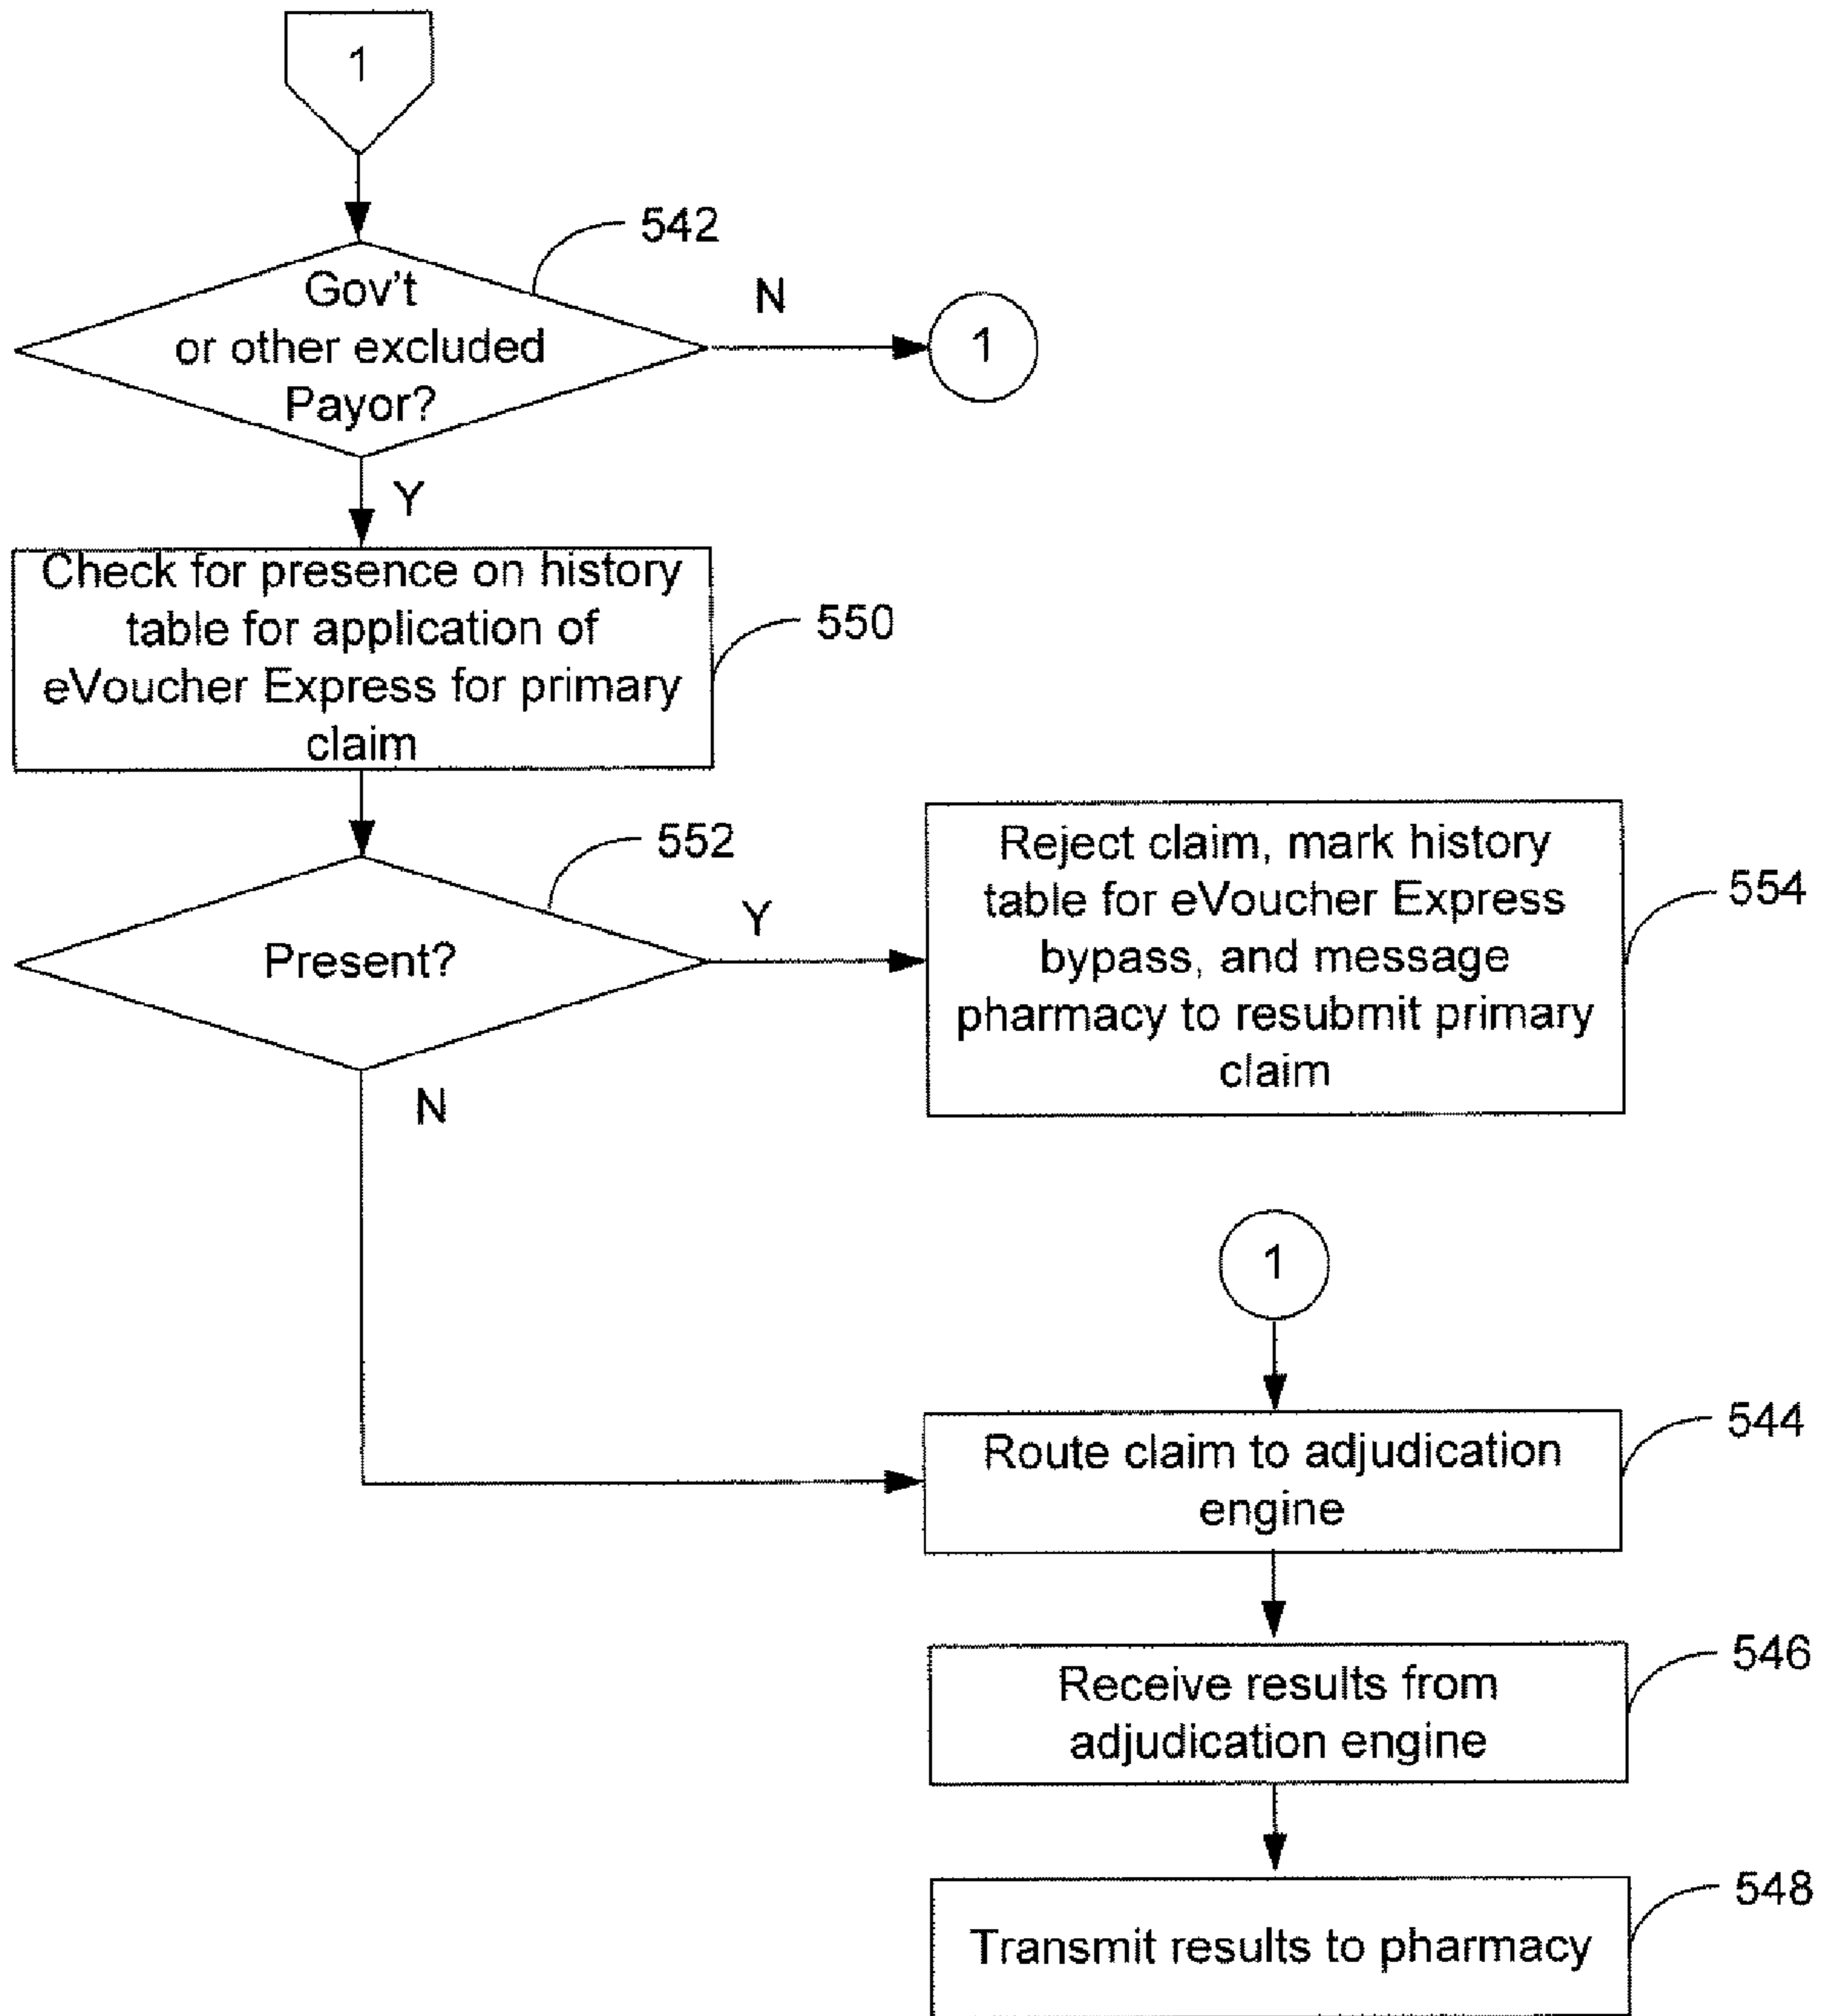 1
542
Gov't
or other excluded
Payor?
N
1
Y
Check for presence on history
table for application of
eVoucher Express for primary
claim
550
552
Present?
Y
Reject claim, mark history
table for eVoucher Express
bypass, and message
pharmacy to resubmit primary
claim
554
N
1
Route claim to adjudication
engine
544
Receive results from
adjudication engine
546
Transmit results to pharmacy
548